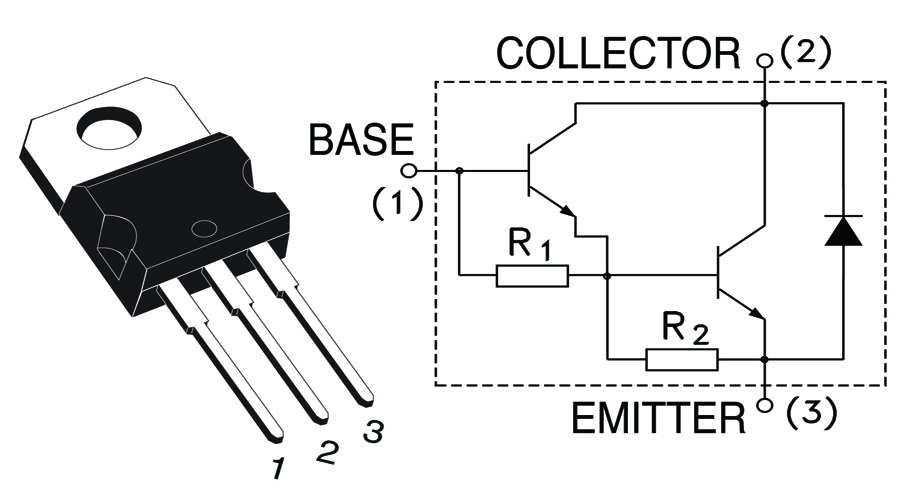 COLLECTOR (2)
BASE
(1)
R1
R2
EMITTER (3)
1 2 3